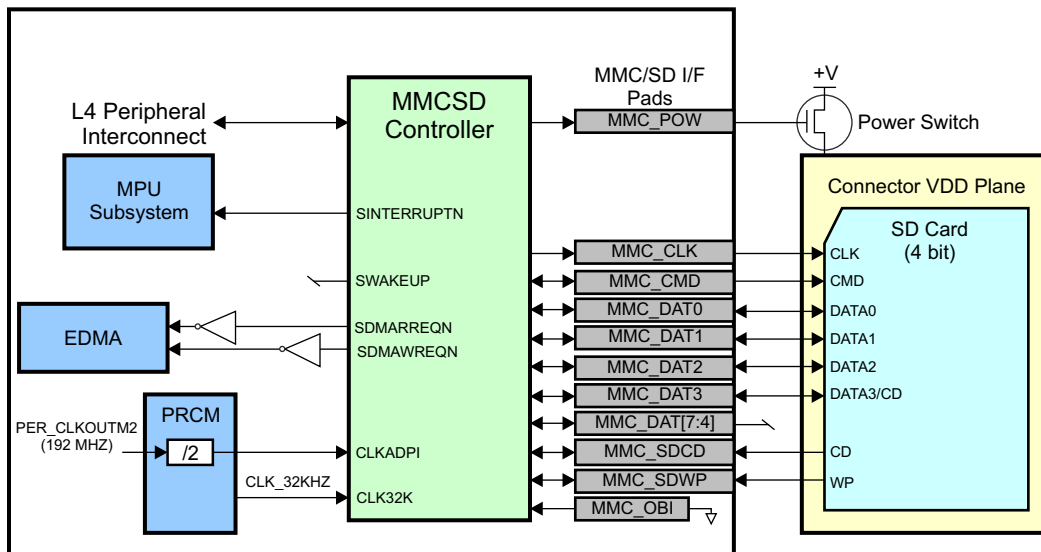 L4 Peripheral
Interconnect
MPU
Subsystem
EDMA
PRCM
PER_CLKOUTM2
(192 MHZ)
/2
CLK_32KHZ
MMCSD
Controller
SINTERRUPTN
SWAKEUP
SDMARREQN
SDMAWREQN
CLKADPI
CLK32K
MMC/SD I/F
Pads
MMC_POW
MMC_CLK
MMC_CMD
MMC_DAT0
MMC_DAT1
MMC_DAT2
MMC_DAT3
MMC_DAT[7:4]
MMC_SDCD
MMC_SDWP
MMC_OBI
+V
Power Switch
Connector VDD Plane
SD Card
(4 bit)
CLK
CMD
DATA0
DATA1
DATA2
DATA3/CD
CD
WP